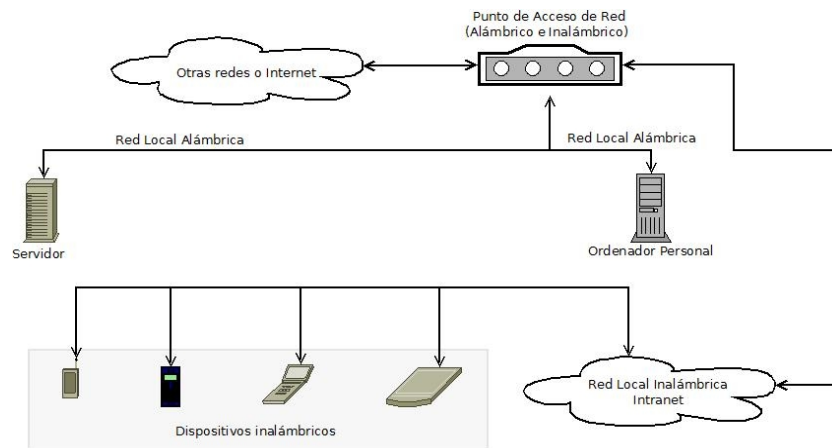 Punto de Acceso de Red
(Alámbrico e Inalámbrico)
Otras redes o Internet
Red Local Alámbrica
Red Local Alámbrica
Servidor
Ordenador Personal
Red Local Inalámbrica
Intranet
Dispositivos inalámbricos